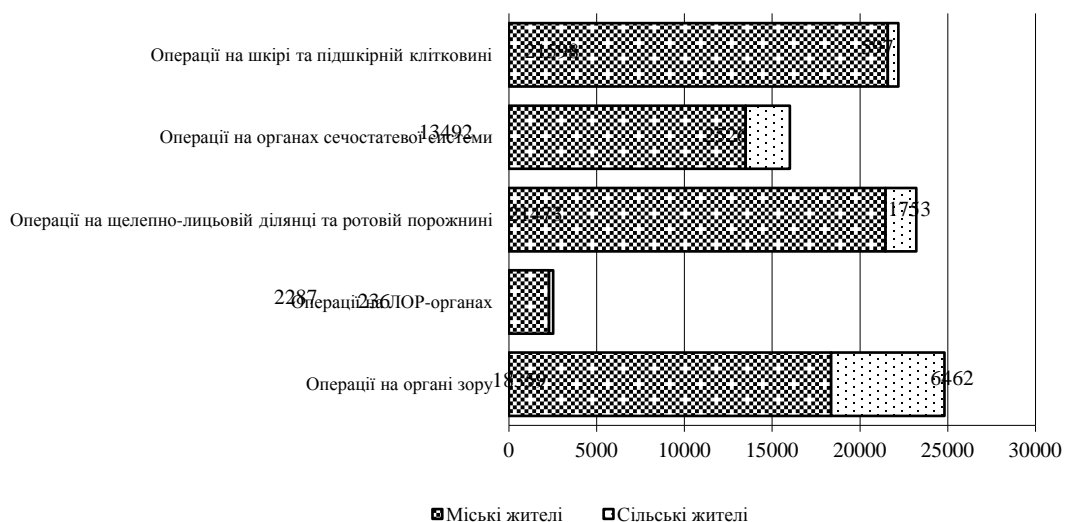 Операції на шкірі та підшкірній клітковині
597
13492
Операції на органах сечостатевої системи
Операції на щелепно-лицьовій ділянці та ротовій порожнині
1753
2287
236
Операції на ЛОР-органах
Операції на органі зору
6462
0 5000 10000 15000 20000 25000 30000
Міські жителі Сільські жителі